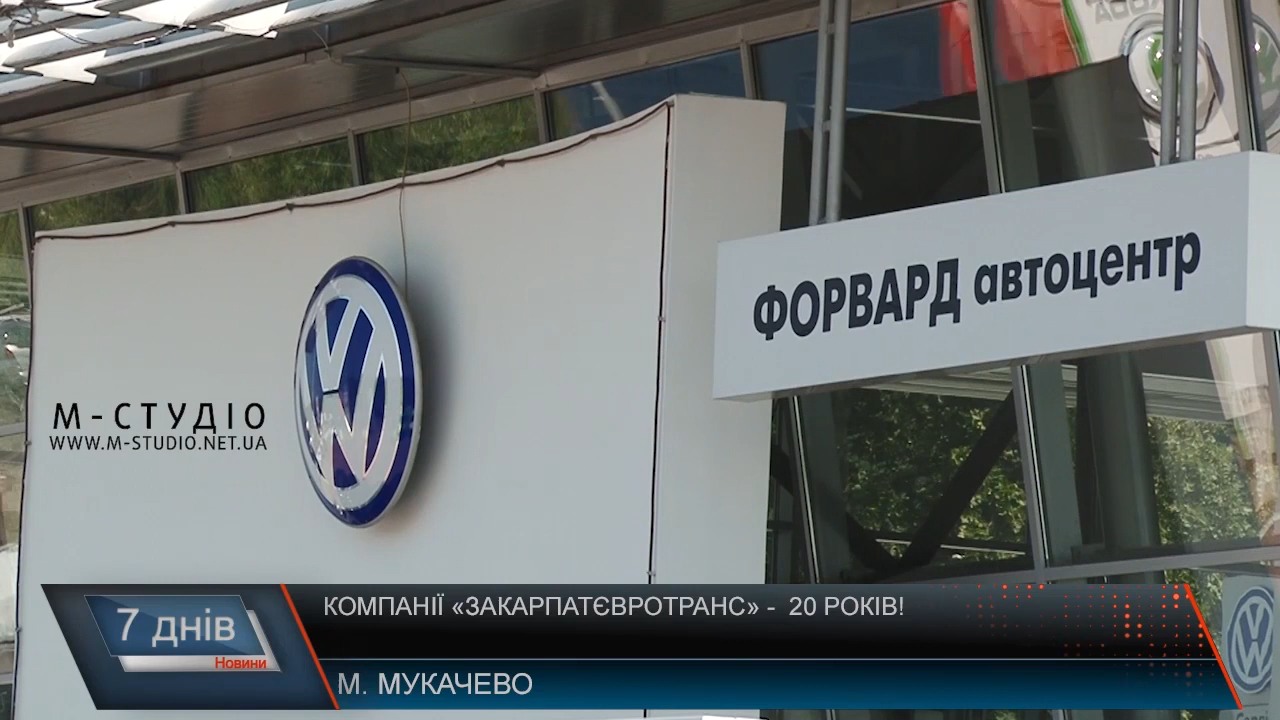 ФОРВАРД автоцентр
М-СТУДІО
WWW.M-STUDIO.NET.UA
7 днів
Новини
КОМПАНІЇ «ЗАКАРПАТЄВРОТРАНС» - 20 РОКІВ!
М. МУКАЧЕВО